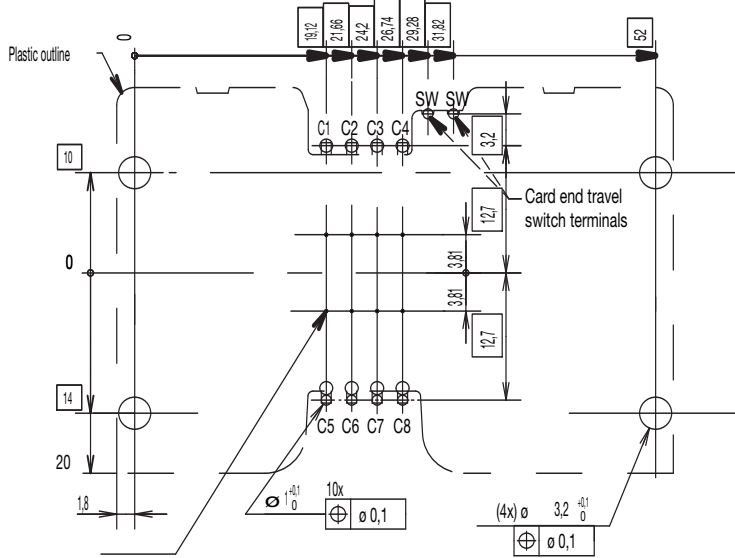 0
19,12
21,66
24,2
26,74
29,28
31,82
52
Plastic outline
SW SW
C1 C2 C3 C4
3,2
10
Card end travel
switch terminals
12,7
0
3,81
3,81
12,7
14
C5 C6 C7 C8
20
1,8
ø 1 +0,1 0
10x
⌖ ø 0,1
(4x) ø 3,2 +0,1 0
⌖ ø 0,1